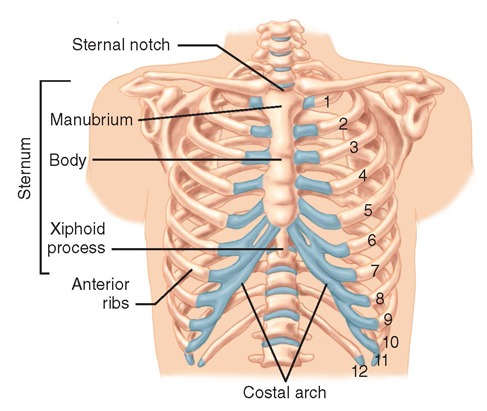 Sternal notch
Manubrium
Body
Sternum
Xiphoid
process
Anterior
ribs
Costal arch
1
2
3
4
5
6
7
8
9
10
11
12